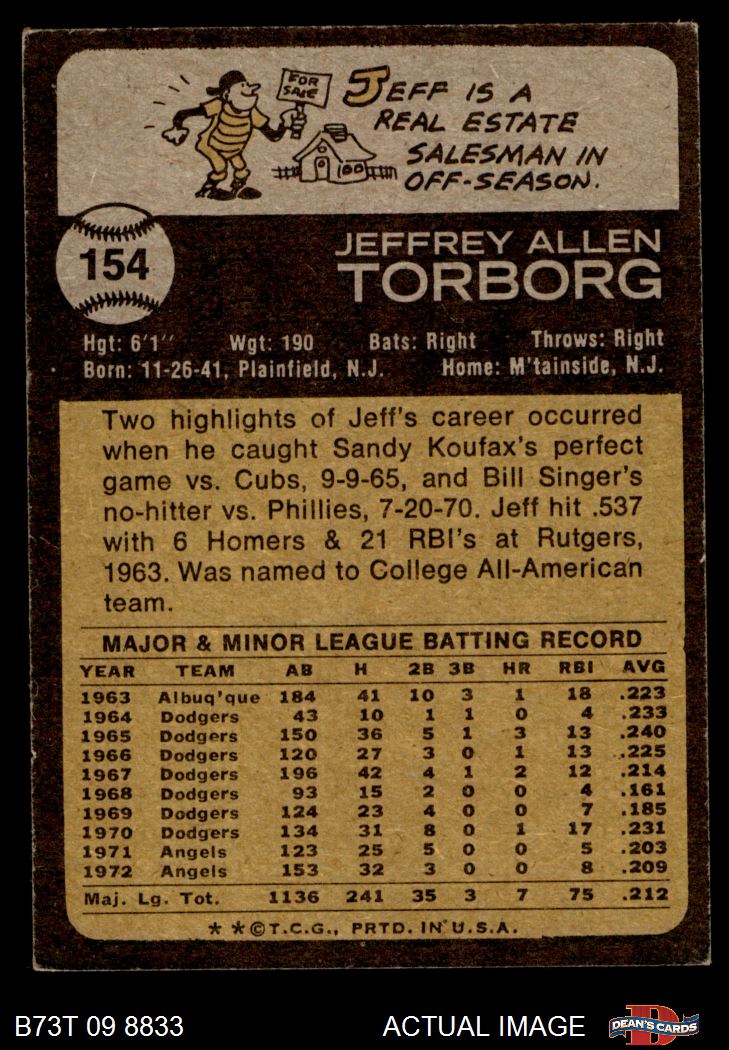 FOR
SALE
JEFF IS A
REAL ESTATE
SALESMAN IN
OFF-SEASON.
154
JEFFREY ALLEN
TORBORG
Hgt: 6'1" Wgt: 190 Bats: Right Throws: Right
Born: 11-26-41, Plainfield, N.J. Home: M'tainside, N.J.
Two highlights of Jeff's career occurred
when he caught Sandy Koufax's perfect
game vs. Cubs, 9-9-65, and Bill Singer's
no-hitter vs. Phillies, 7-20-70. Jeff hit .537
with 6 Homers & 21 RBI's at Rutgers,
1963. Was named to College All-American
team.
MAJOR & MINOR LEAGUE BATTING RECORD
YEAR TEAM AB H 2B 3B HR RBI AVG
1963 Albuq'que 184 41 10 3 1 18 .223
1964 Dodgers 43 10 1 1 0 4 .233
1965 Dodgers 150 36 5 1 3 13 .240
1966 Dodgers 120 27 3 0 1 13 .225
1967 Dodgers 196 42 4 1 2 12 .214
1968 Dodgers 93 15 2 0 0 4 .161
1969 Dodgers 124 23 4 0 0 7 .185
1970 Dodgers 134 31 8 0 1 17 .231
1971 Angels 123 25 5 0 0 5 .203
1972 Angels 153 32 3 0 0 8 .209
Maj. Lg. Tot. 1136 241 35 3 7 75 .212
* * © T.C.G., PRTD. IN U.S.A.
B73T 09 8833 ACTUAL IMAGE D DEAN'S CARDS